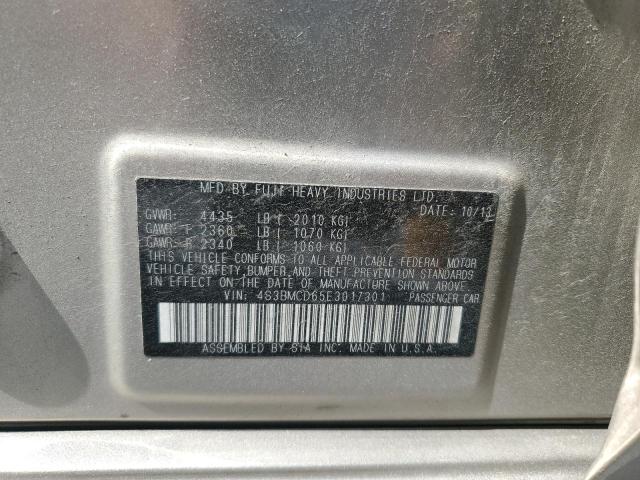 MFD BY FUJI HEAVY INDUSTRIES LTD. DATE: 10/13
GVWR: 4435 LB [ 2010 KG]
GAWR: F 2360 LB [ 1070 KG]
GAWR: R 2340 LB [ 1060 KG]
THIS VEHICLE CONFORMS TO ALL APPLICABLE FEDERAL MOTOR
VEHICLE SAFETY, BUMPER, AND THEFT PREVENTION STANDARDS
IN EFFECT ON THE DATE OF MANUFACTURE SHOWN ABOVE.
VIN: 4S3BMCD65E3017301 PASSENGER CAR
ASSEMBLED BY SIA INC. MADE IN U.S.A.